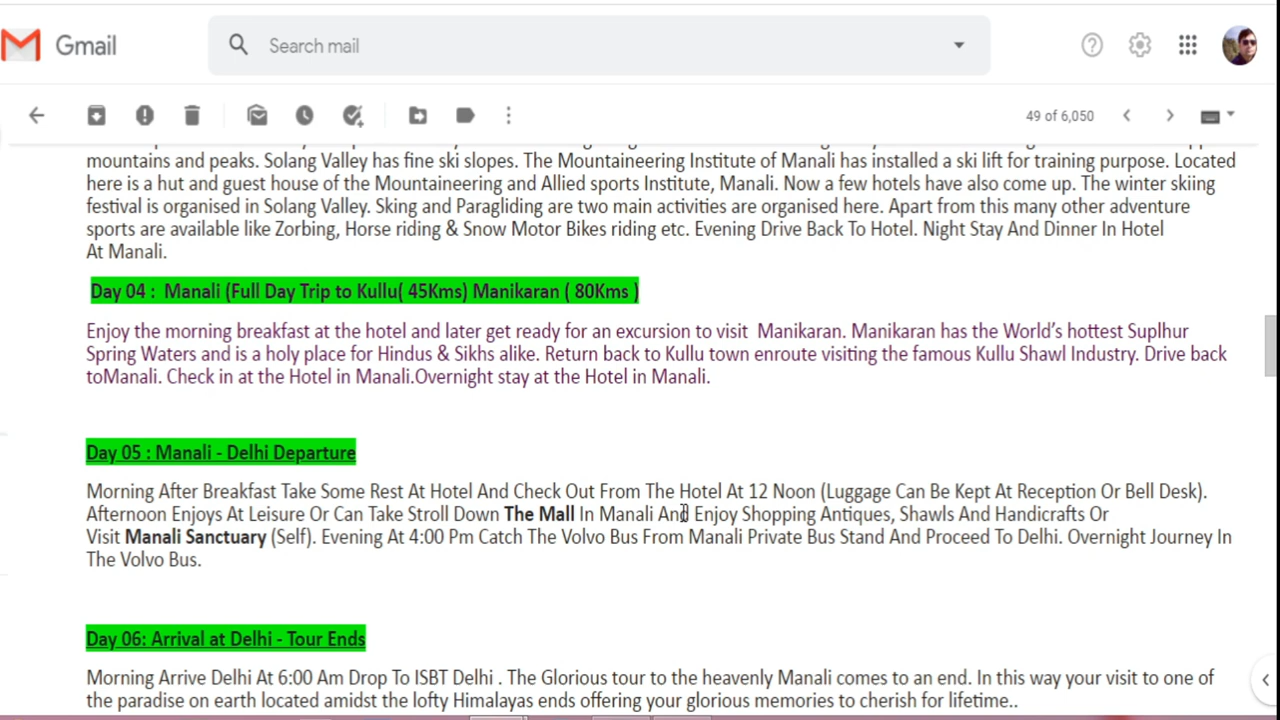 Gmail
Search mail
49 of 6,050
mountains and peaks. Solang Valley has fine ski slopes. The Mountaineering Institute of Manali has installed a ski lift for training purpose. Located
here is a hut and guest house of the Mountaineering and Allied sports Institute, Manali. Now a few hotels have also come up. The winter skiing
festival is organised in Solang Valley. Sking and Paragliding are two main activities are organised here. Apart from this many other adventure
sports are available like Zorbing, Horse riding & Snow Motor Bikes riding etc. Evening Drive Back To Hotel. Night Stay And Dinner In Hotel
At Manali.
Day 04 : Manali (Full Day Trip to Kullu( 45Kms) Manikaran ( 80Kms )
Enjoy the morning breakfast at the hotel and later get ready for an excursion to visit Manikaran. Manikaran has the World's hottest Suplhur
Spring Waters and is a holy place for Hindus & Sikhs alike. Return back to Kullu town enroute visiting the famous Kullu Shawl Industry. Drive back
toManali. Check in at the Hotel in Manali.Overnight stay at the Hotel in Manali.
Day 05 : Manali - Delhi Departure
Morning After Breakfast Take Some Rest At Hotel And Check Out From The Hotel At 12 Noon (Luggage Can Be Kept At Reception Or Bell Desk).
Afternoon Enjoys At Leisure Or Can Take Stroll Down The Mall In Manali And Enjoy Shopping Antiques, Shawls And Handicrafts Or
Visit Manali Sanctuary (Self). Evening At 4:00 Pm Catch The Volvo Bus From Manali Private Bus Stand And Proceed To Delhi. Overnight Journey In
The Volvo Bus.
Day 06: Arrival at Delhi - Tour Ends
Morning Arrive Delhi At 6:00 Am Drop To ISBT Delhi . The Glorious tour to the heavenly Manali comes to an end. In this way your visit to one of
the paradise on earth located amidst the lofty Himalayas ends offering your glorious memories to cherish for lifetime..